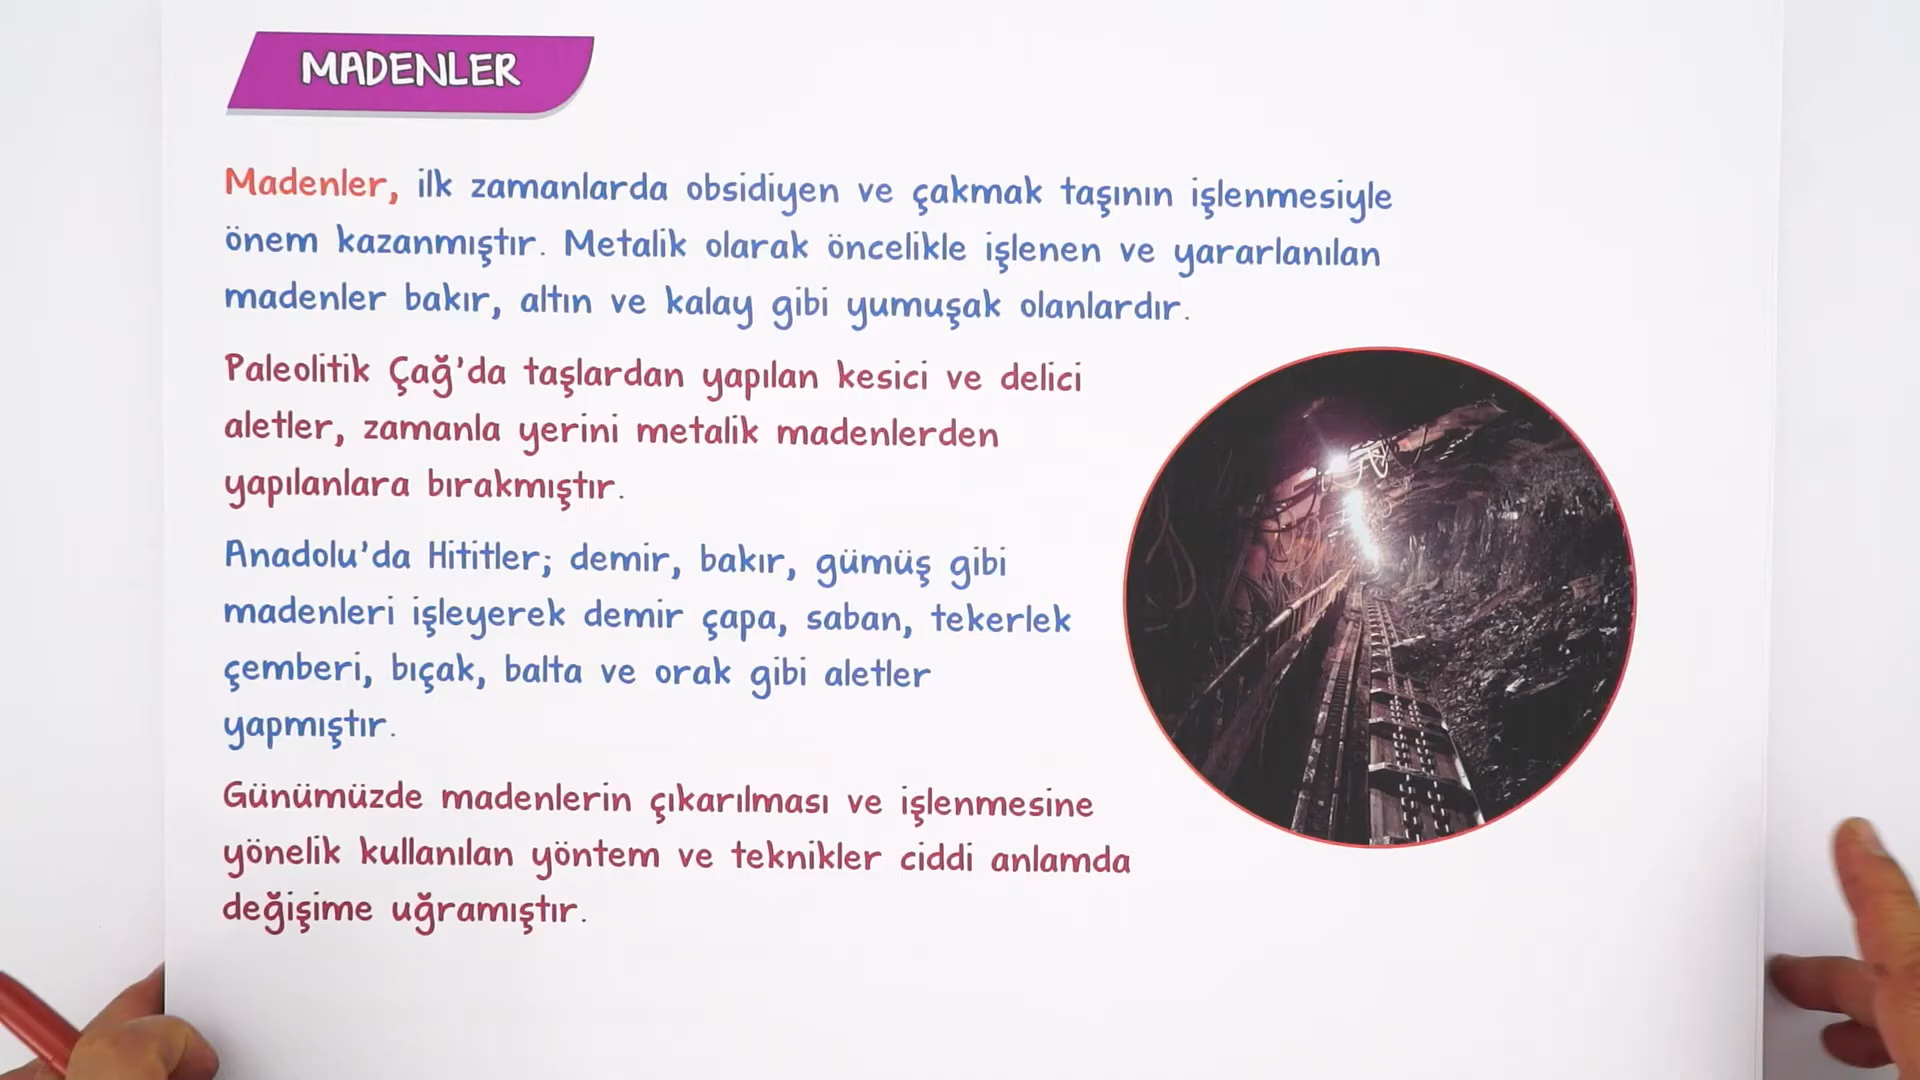 MADENLER
Madenler, ilk zamanlarda obsidiyen ve çakmak taşının işlenmesiyle
önem kazanmıştır. Metalik olarak öncelikle işlenen ve yararlanılan
madenler bakır, altın ve kalay gibi yumuşak olanlardır.
Paleolitik Çağ'da taşlardan yapılan kesici ve delici
aletler, zamanla yerini metalik madenlerden
yapılanlara bırakmıştır.
Anadolu'da Hititler; demir, bakır, gümüş gibi
madenleri işleyerek demir çapa, saban, tekerlek
çemberi, bıçak, balta ve orak gibi aletler
yapmıştır.
Günümüzde madenlerin çıkarılması ve işlenmesine
yönelik kullanılan yöntem ve teknikler ciddi anlamda
değişime uğramıştır.